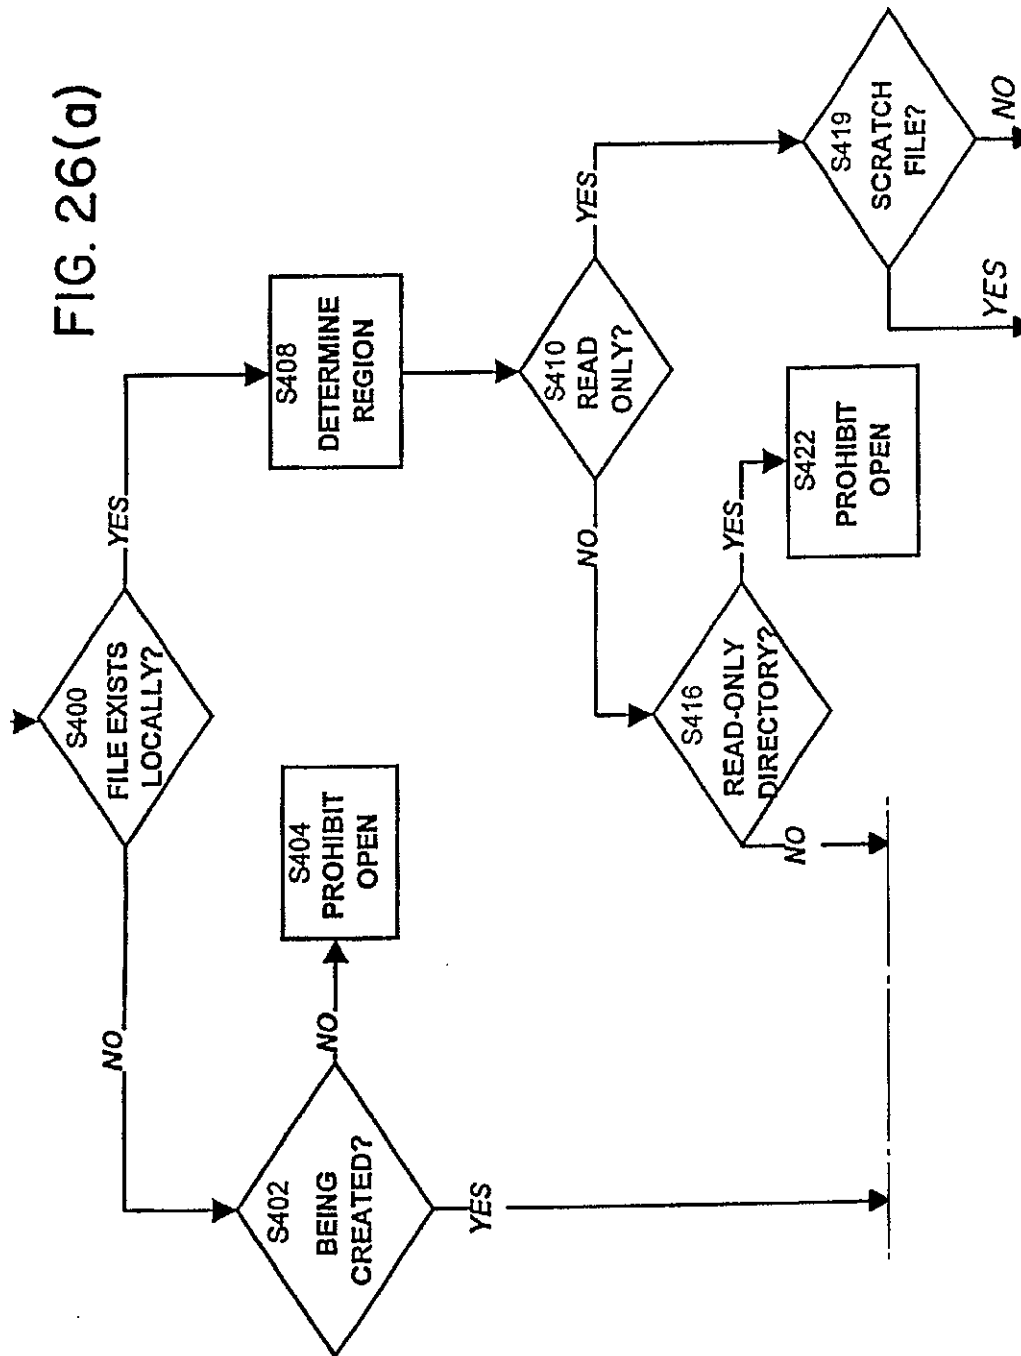 FIG. 26(a)
S400
FILE EXISTS
LOCALLY?
NO
YES
S402
BEING
CREATED?
NO
YES
S404
PROHIBIT
OPEN
S408
DETERMINE
REGION
S410
READ
ONLY?
NO
YES
S416
READ-ONLY
DIRECTORY?
NO
YES
S422
PROHIBIT
OPEN
S419
SCRATCH
FILE?
YES
NO